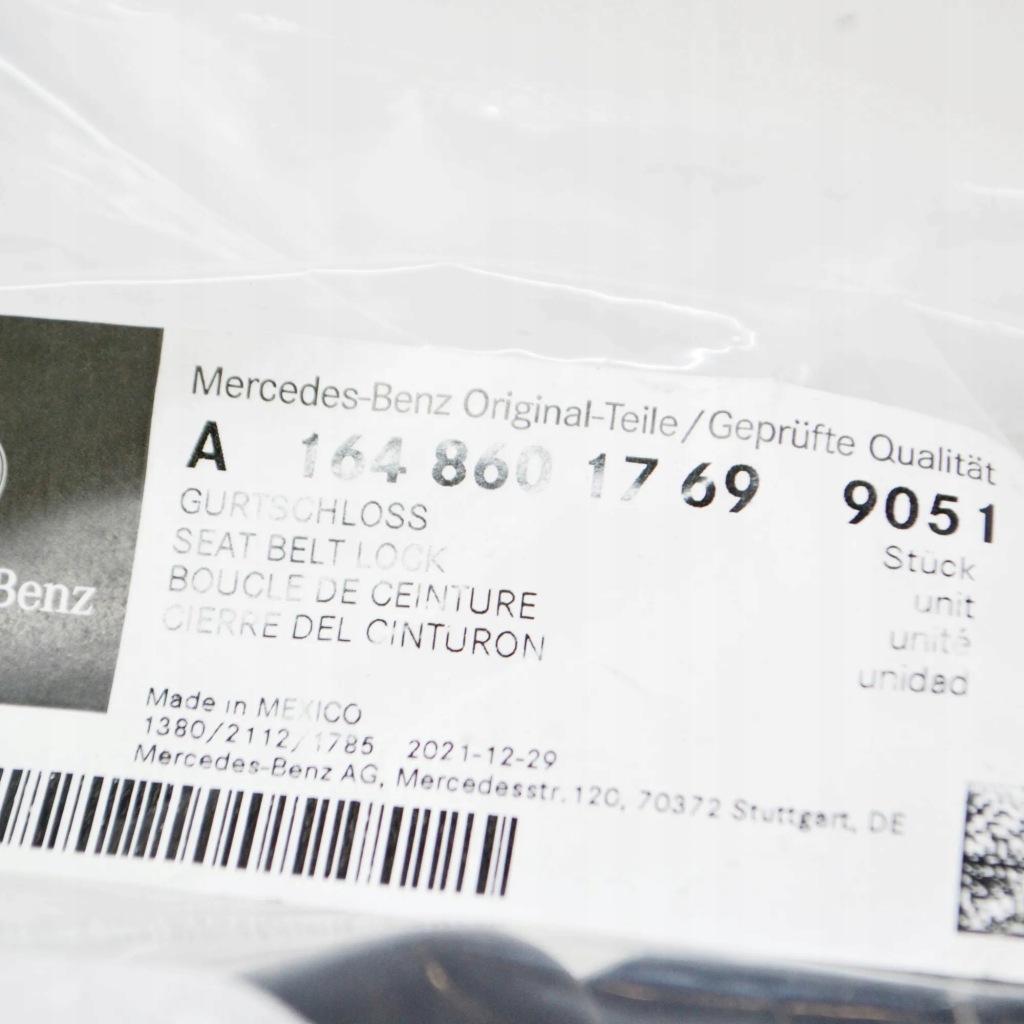 Mercedes-Benz Original-Teile/Geprüfte Qualität
A 164 860 17 69 9051
GURTSCHLOSS
SEAT BELT LOCK
BOUCLE DE CEINTURE
CIERRE DEL CINTURON
Stück
unit
unité
unidad
Benz
Made in MEXICO
1380/2112/1785 2021-12-29
Mercedes-Benz AG, Mercedesstr. 120, 70372 Stuttgart, DE